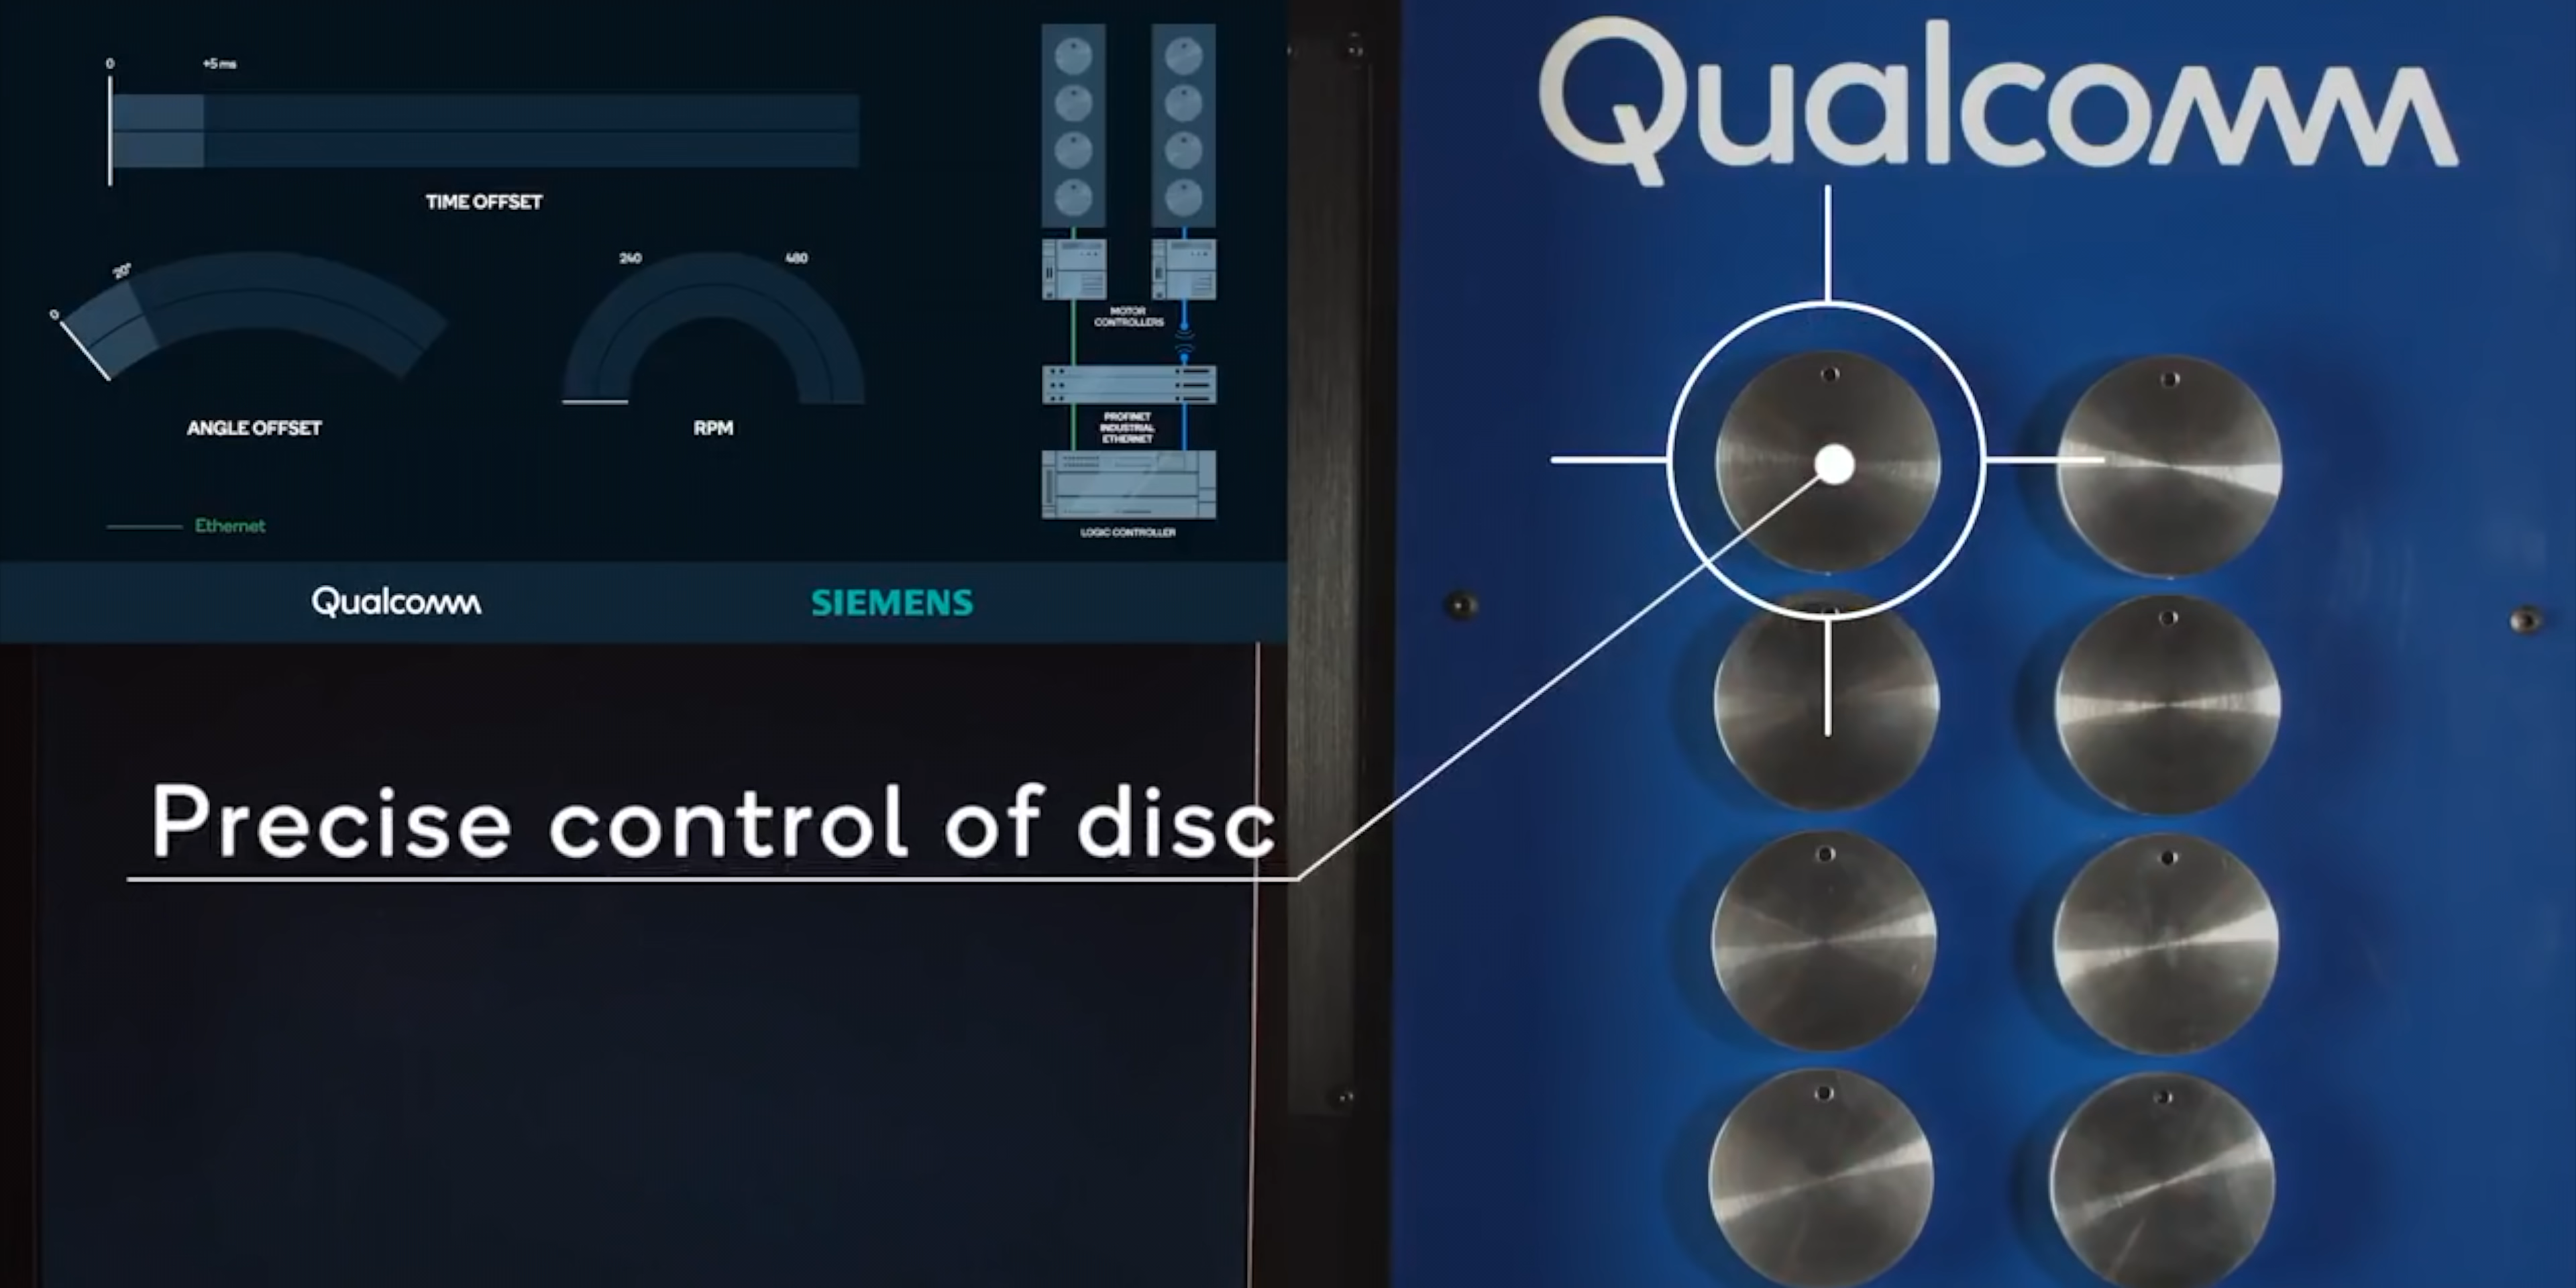 0 +5 ms
TIME OFFSET
0 20°
ANGLE OFFSET
240 480
RPM
Ethernet
MOTOR
CONTROLLERS
PROFINET
INDUSTRIAL
ETHERNET
LOGIC CONTROLLER
Qualcomm SIEMENS
Qualcomm
Precise control of disc